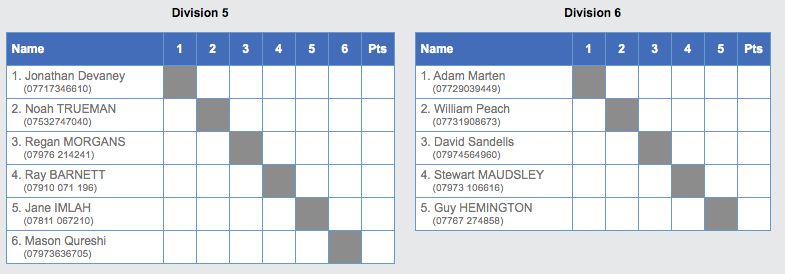 Division 5
Name 1 2 3 4 5 6 Pts
1. Jonathan Devaney
(07717346610)
2. Noah TRUEMAN
(07532747040)
3. Regan MORGANS
(07976 214241)
4. Ray BARNETT
(07910 071 196)
5. Jane IMLAH
(07811 067210)
6. Mason Qureshi
(07973636705)
Division 6
Name 1 2 3 4 5 Pts
1. Adam Marten
(07729039449)
2. William Peach
(07731908673)
3. David Sandells
(07974564960)
4. Stewart MAUDSLEY
(07973 106616)
5. Guy HEMINGTON
(07767 274858)